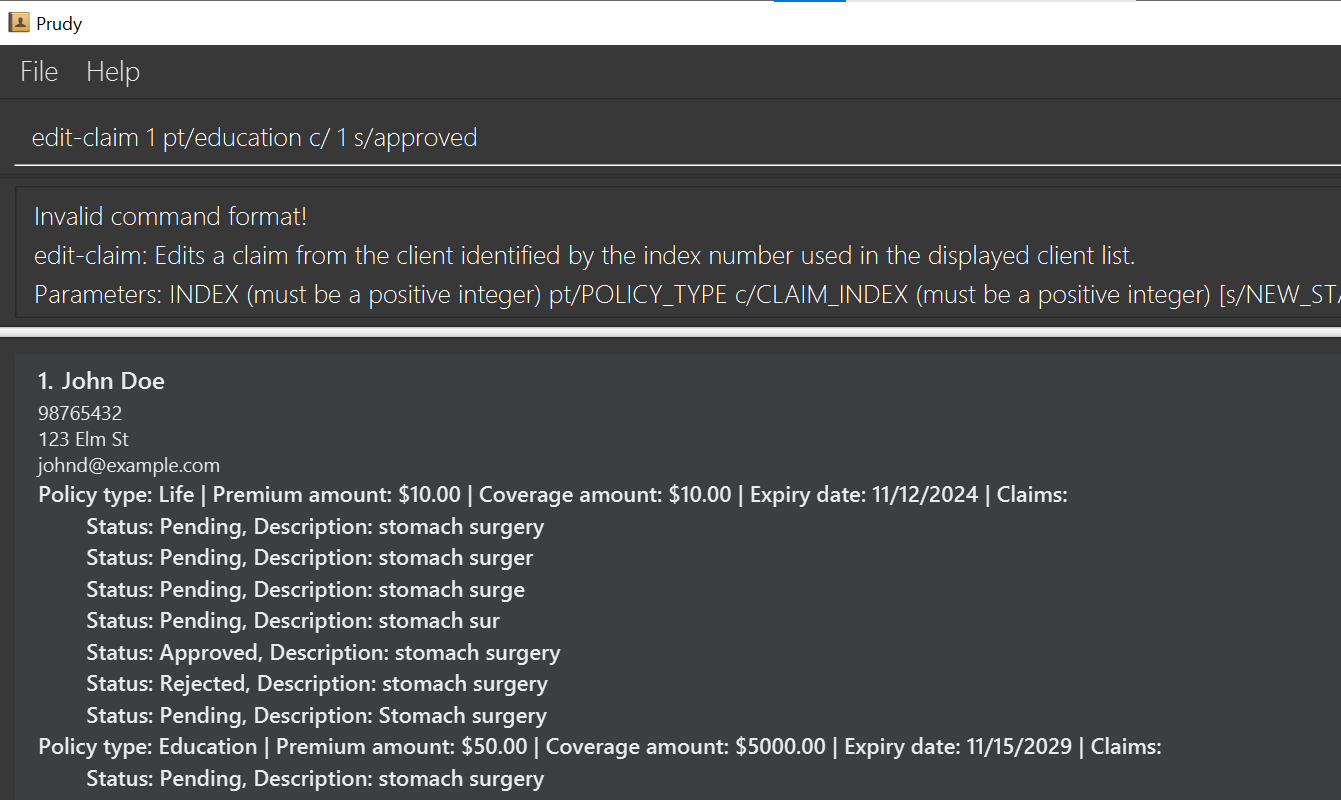 Prudy
File Help
edit-claim 1 pt/education c/ 1 s/approved
Invalid command format!
edit-claim: Edits a claim from the client identified by the index number used in the displayed client list.
Parameters: INDEX (must be a positive integer) pt/POLICY_TYPE c/CLAIM_INDEX (must be a positive integer) [s/NEW_STA
1. John Doe
98765432
123 Elm St
johnd@example.com
Policy type: Life | Premium amount: $10.00 | Coverage amount: $10.00 | Expiry date: 11/12/2024 | Claims:
Status: Pending, Description: stomach surgery
Status: Pending, Description: stomach surger
Status: Pending, Description: stomach surge
Status: Pending, Description: stomach sur
Status: Approved, Description: stomach surgery
Status: Rejected, Description: stomach surgery
Status: Pending, Description: Stomach surgery
Policy type: Education | Premium amount: $50.00 | Coverage amount: $5000.00 | Expiry date: 11/15/2029 | Claims:
Status: Pending, Description: stomach surgery